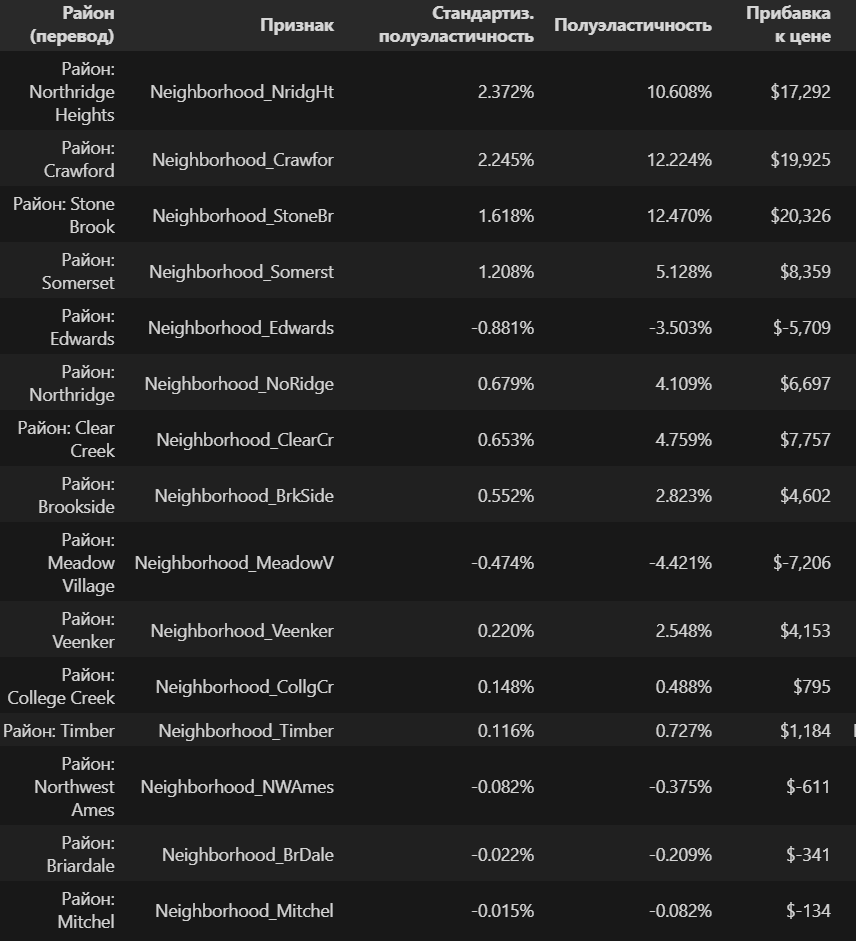 Район (перевод) Признак Стандартиз. полуэластичность Полуэластичность Прибавка к цене
Район: Northridge Heights Neighborhood_NridgHt 2.372% 10.608% $17,292
Район: Crawford Neighborhood_Crawfor 2.245% 12.224% $19,925
Район: Stone Brook Neighborhood_StoneBr 1.618% 12.470% $20,326
Район: Somerset Neighborhood_Somerst 1.208% 5.128% $8,359
Район: Edwards Neighborhood_Edwards -0.881% -3.503% $-5,709
Район: Northridge Neighborhood_NoRidge 0.679% 4.109% $6,697
Район: Clear Creek Neighborhood_ClearCr 0.653% 4.759% $7,757
Район: Brookside Neighborhood_BrkSide 0.552% 2.823% $4,602
Район: Meadow Village Neighborhood_MeadowV -0.474% -4.421% $-7,206
Район: Veenker Neighborhood_Veenker 0.220% 2.548% $4,153
Район: College Creek Neighborhood_CollgCr 0.148% 0.488% $795
Район: Timber Neighborhood_Timber 0.116% 0.727% $1,184
Район: Northwest Ames Neighborhood_NWAmes -0.082% -0.375% $-611
Район: Briardale Neighborhood_BrDale -0.022% -0.209% $-341
Район: Mitchel Neighborhood_Mitchel -0.015% -0.082% $-134